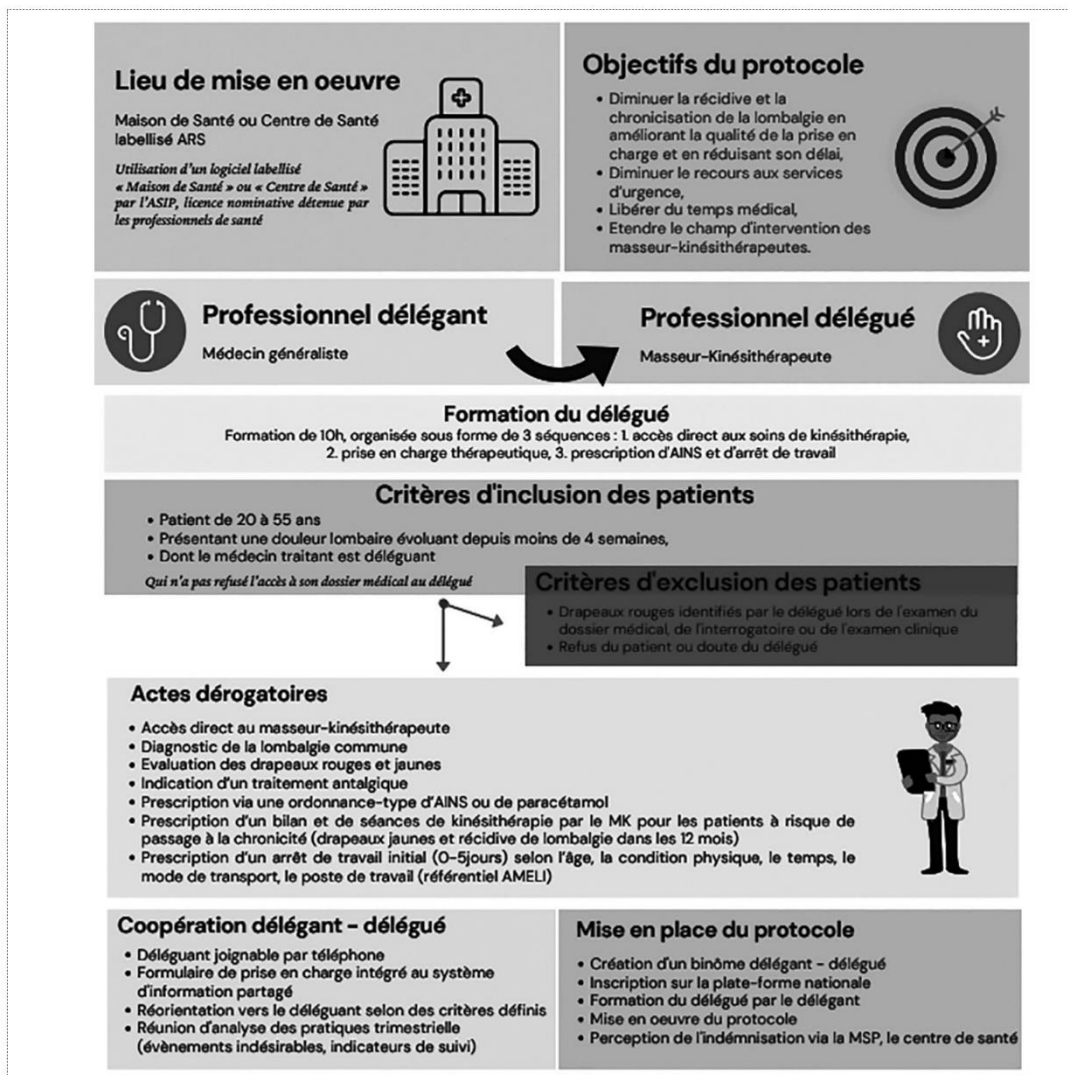 Lieu de mise en oeuvre
Maison de Santé ou Centre de Santé
labellisé ARS
Utilisation d'un logiciel labellisé
« Maison de Santé » ou « Centre de Santé »
par l'ASIP, licence nominative détenue par
les professionnels de santé
Objectifs du protocole
• Diminuer la récidive et la
chronicisation de la lombalgie en
améliorant la qualité de la prise en
charge et en réduisant son délai,
• Diminuer le recours aux services
d'urgence,
• Libérer du temps médical,
• Etendre le champ d'intervention des
masseur-kinésithérapeutes.
Professionnel délégant
Médecin généraliste
Professionnel délégué
Masseur-Kinésithérapeute
Formation du délégué
Formation de 10h, organisée sous forme de 3 séquences : 1. accès direct aux soins de kinésithérapie,
2. prise en charge thérapeutique, 3. prescription d'AINS et d'arrêt de travail
Critères d'inclusion des patients
• Patient de 20 à 55 ans
• Présentant une douleur lombaire évoluant depuis moins de 4 semaines,
• Dont le médecin traitant est déléguant
Qui n'a pas refusé l'accès à son dossier médical au délégué
Critères d'exclusion des patients
• Drapeaux rouges identifiés par le délégué lors de l'examen du
dossier médical, de l'interrogatoire ou de l'examen clinique
• Refus du patient ou doute du délégué
Actes dérogatoires
• Accès direct au masseur-kinésithérapeute
• Diagnostic de la lombalgie commune
• Evaluation des drapeaux rouges et jaunes
• Indication d'un traitement antalgique
• Prescription via une ordonnance-type d'AINS ou de paracétamol
• Prescription d'un bilan et de séances de kinésithérapie par le MK pour les patients à risque de
passage à la chronicité (drapeaux jaunes et récidive de lombalgie dans les 12 mois)
• Prescription d'un arrêt de travail initial (0-5jours) selon l'âge, la condition physique, le temps, le
mode de transport, le poste de travail (référentiel AMELI)
Coopération délégant - délégué
• Déléguant joignable par téléphone
• Formulaire de prise en charge intégré au système
d'information partagé
• Réorientation vers le déléguant selon des critères définis
• Réunion d'analyse des pratiques trimestrielle
(évènements indésirables, indicateurs de suivi)
Mise en place du protocole
• Création d'un binôme délégant - délégué
• Inscription sur la plate-forme nationale
• Formation du délégué par le délégant
• Mise en oeuvre du protocole
• Perception de l'indémnisation via la MSP, le centre de santé